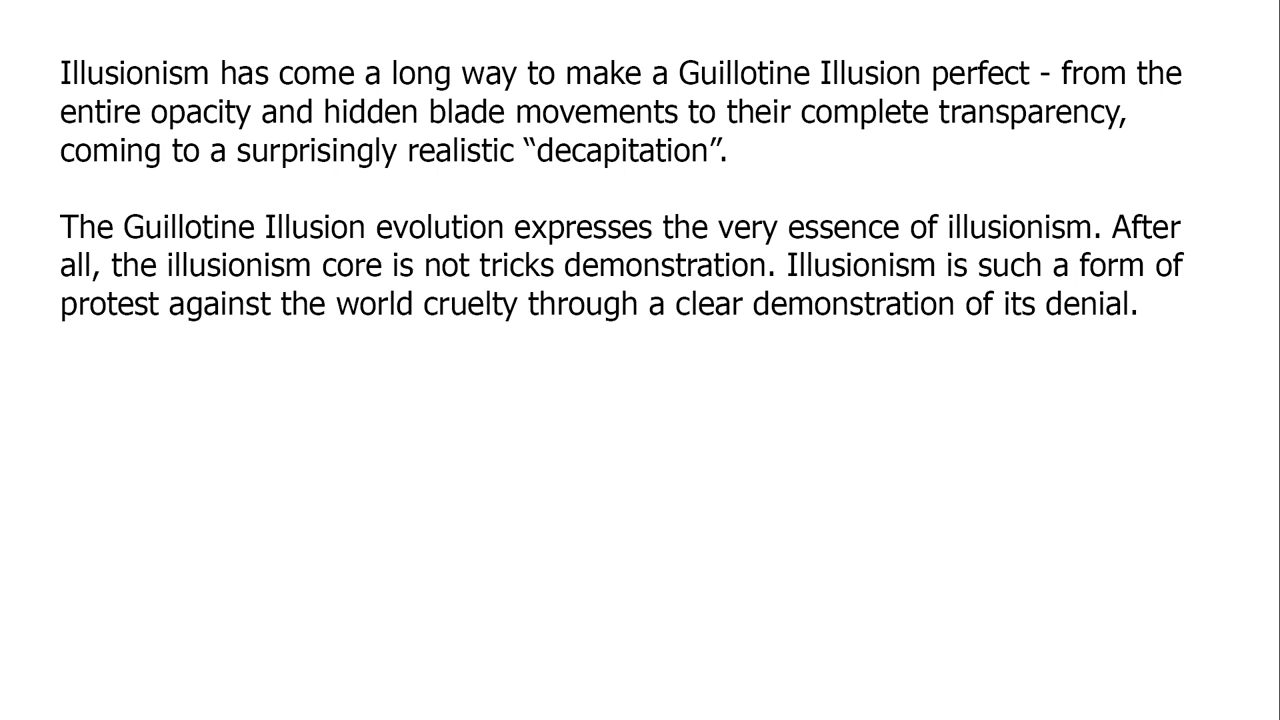 Illusionism has come a long way to make a Guillotine Illusion perfect - from the
entire opacity and hidden blade movements to their complete transparency,
coming to a surprisingly realistic “decapitation”.
The Guillotine Illusion evolution expresses the very essence of illusionism. After
all, the illusionism core is not tricks demonstration. Illusionism is such a form of
protest against the world cruelty through a clear demonstration of its denial.